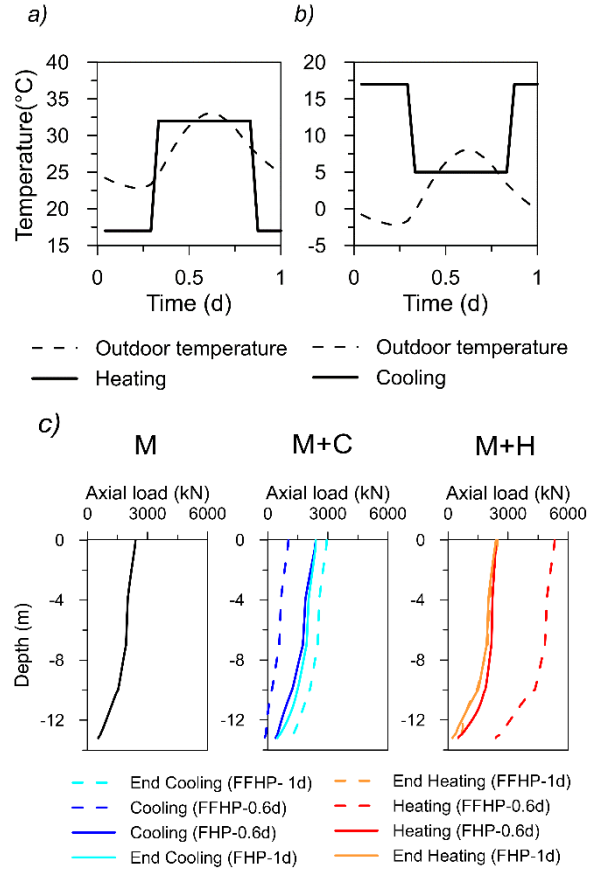 a)
b)
Temperature(°C)
40
35
30
25
20
15
0
0.5
1
Time (d)
20
15
10
5
0
-5
0
0.5
1
Time (d)
Outdoor temperature
Heating
Outdoor temperature
Cooling
c)
M
M+C
M+H
Axial load (kN)
Axial load (kN)
Axial load (kN)
0 3000 6000
0 3000 6000
0 3000 6000
Depth (m)
0
-4
-8
-12
0
-4
-8
-12
0
-4
-8
-12
End Cooling (FFHP- 1d)
Cooling (FFHP-0.6d)
Cooling (FHP-0.6d)
End Cooling (FHP-1d)
End Heating (FFHP-1d)
Heating (FFHP-0.6d)
Heating (FHP-0.6d)
End Heating (FHP-1d)